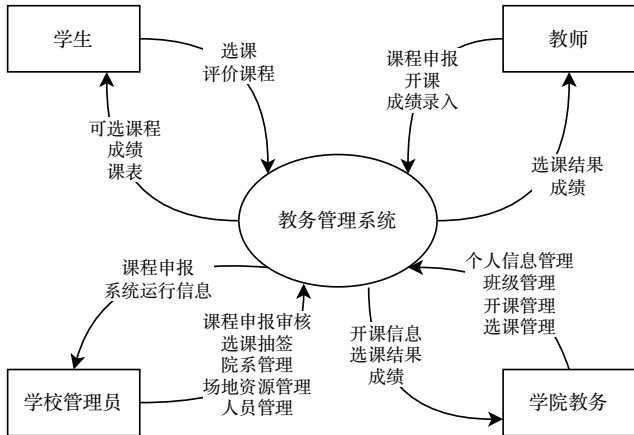 学生
教师
选课
评价课程
课程申报
开课
成绩录入
可选课程
成绩
课表
选课结果
成绩
教务管理系统
课程申报
系统运行信息
个人信息管理
班级管理
开课管理
选课管理
课程申报审核
选课抽签
院系管理
场地资源管理
人员管理
开课信息
选课结果
成绩
学校管理员
学院教务